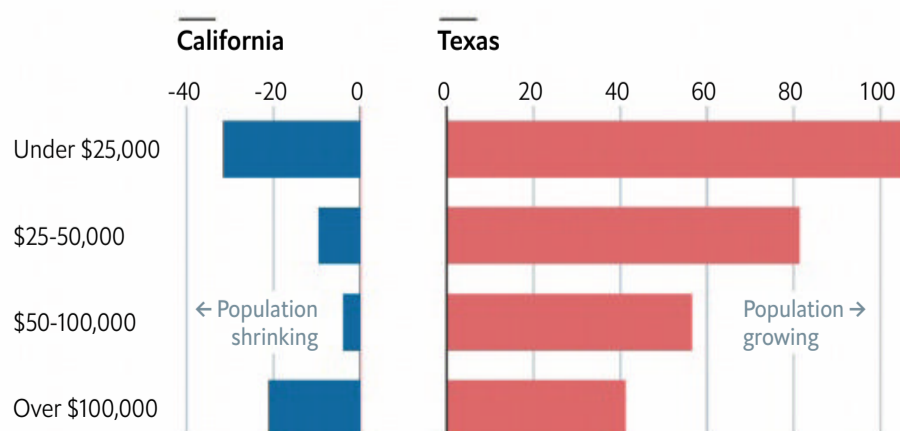 California
Texas
-40 -20 0
0 20 40 60 80 100
Under $25,000
$25-50,000
← Population
shrinking
Population →
growing
$50-100,000
Over $100,000